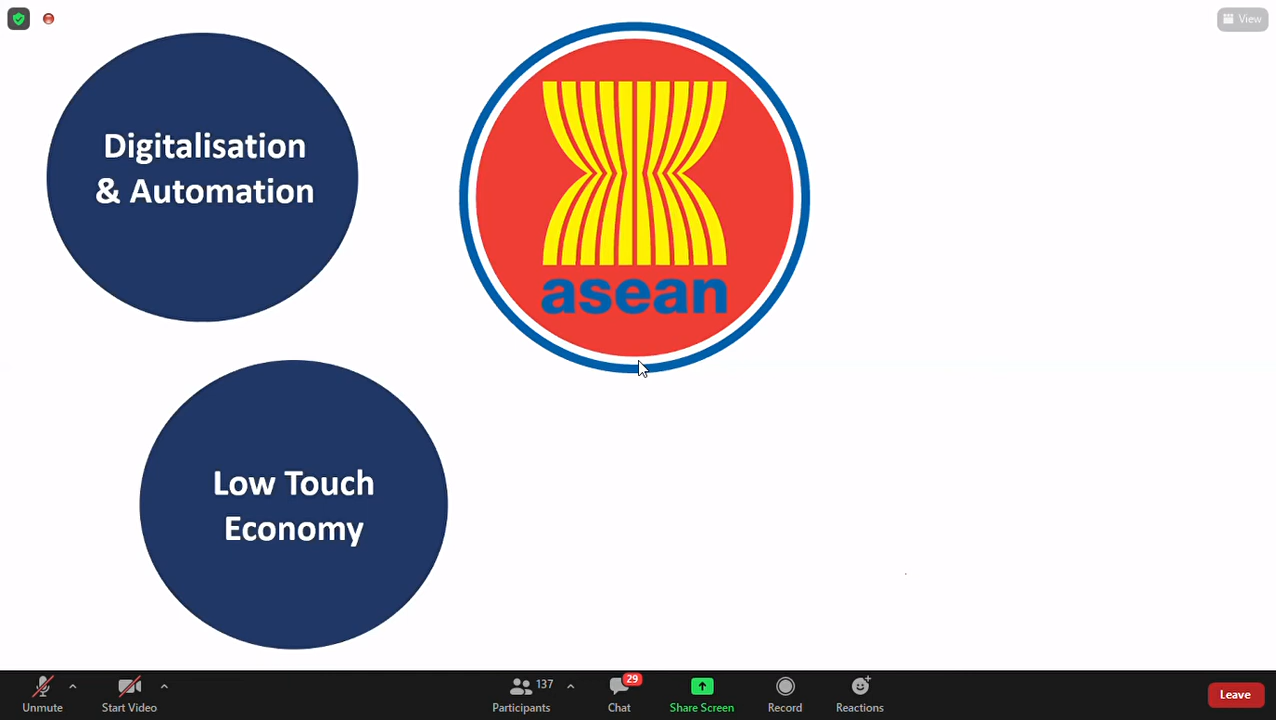 View
Digitalisation
& Automation
asean
Low Touch
Economy
Unmute
Start Video
137
Participants
29
Chat
Share Screen
Record
Reactions
Leave